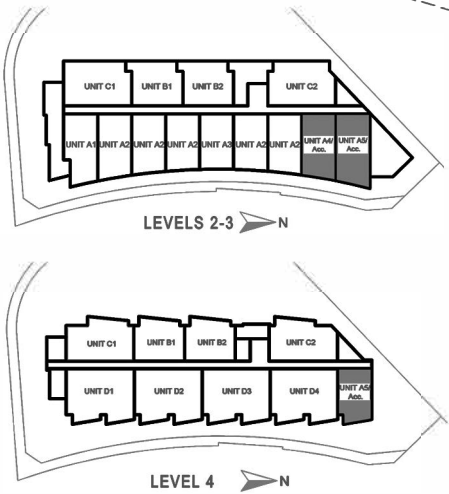 UNIT C1 UNIT B1 UNIT B2 UNIT C2
UNIT A1 UNIT A2 UNIT A2 UNIT A2 UNIT A2 UNIT A3 UNIT A2 UNIT A2 UNIT A4/ UNIT A5/
Acc. Acc.
LEVELS 2-3 N
UNIT C1 UNIT B1 UNIT B2 UNIT C2
UNIT D1 UNIT D2 UNIT D3 UNIT D4 UNIT A5/
Acc.
LEVEL 4 N